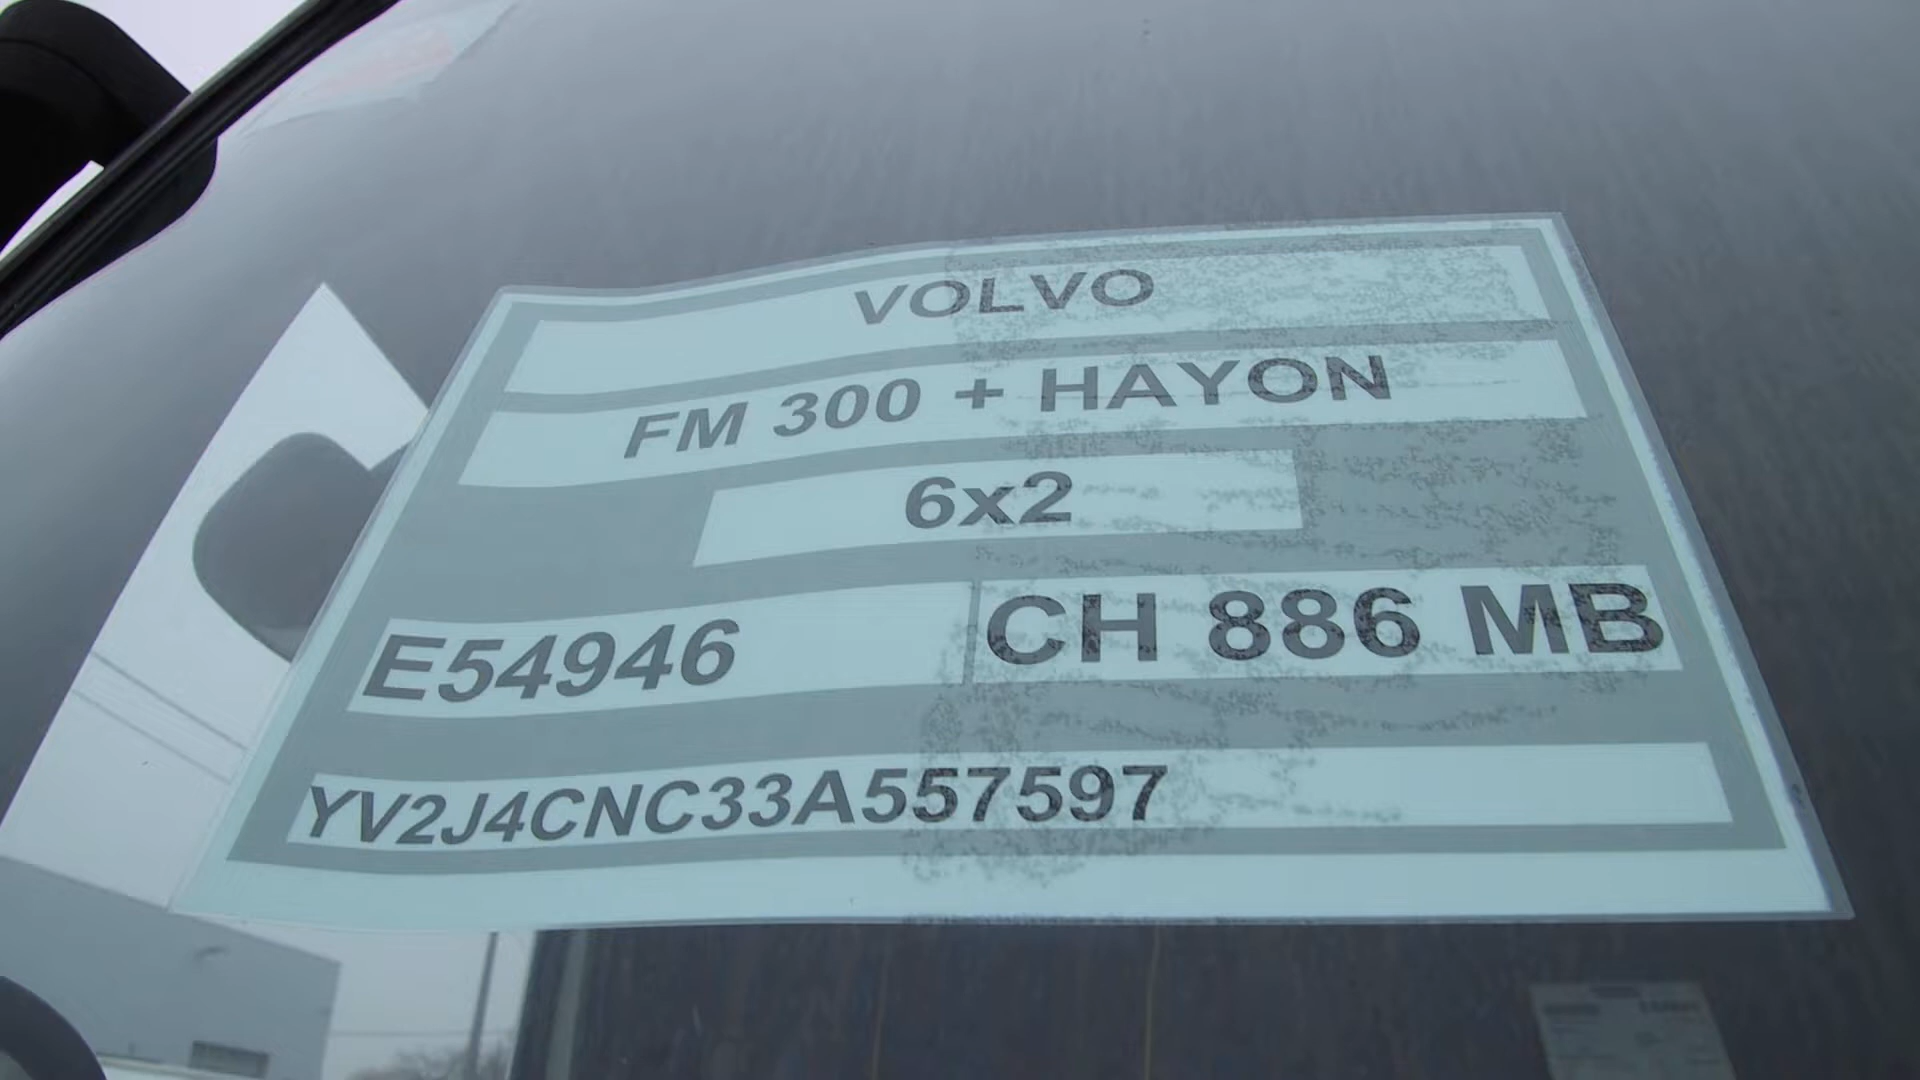 VOLVO
FM 300 + HAYON
6x2
E54946 CH 886 MB
YV2J4CNC33A557597